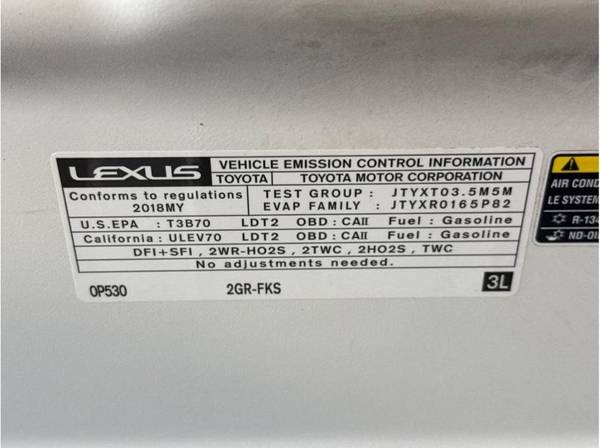 LEXUS VEHICLE EMISSION CONTROL INFORMATION
TOYOTA TOYOTA MOTOR CORPORATION
Conforms to regulations
2018MY
TEST GROUP : JTYXT03.5M5M
EVAP FAMILY : JTYXR0165P82
U.S.EPA : T3B70 LDT2 OBD : CAII Fuel : Gasoline
California : ULEV70 LDT2 OBD : CAII Fuel : Gasoline
DFI+SFI , 2WR-HO2S , 2TWC , 2HO2S , TWC
No adjustments needed.
0P530 2GR-FKS 3L
AIR COND
LE SYSTEM
R-134
ND-OIL